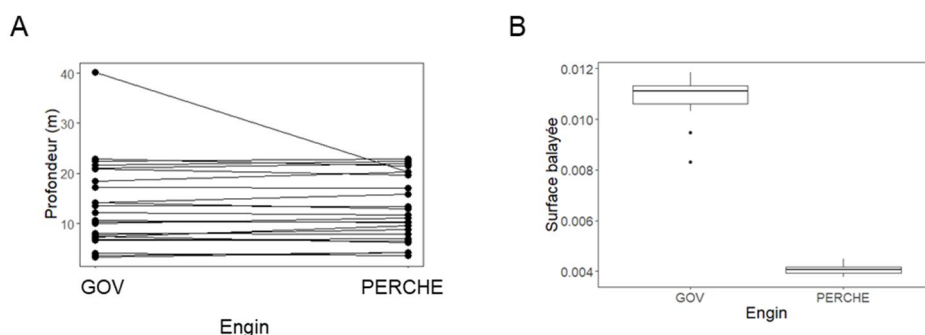 A
Profondeur (m)
40
30
20
10
GOV PERCHE
Engin
B
Surface balayée
0.012
0.010
0.008
0.006
0.004
GOV PERCHE
Engin